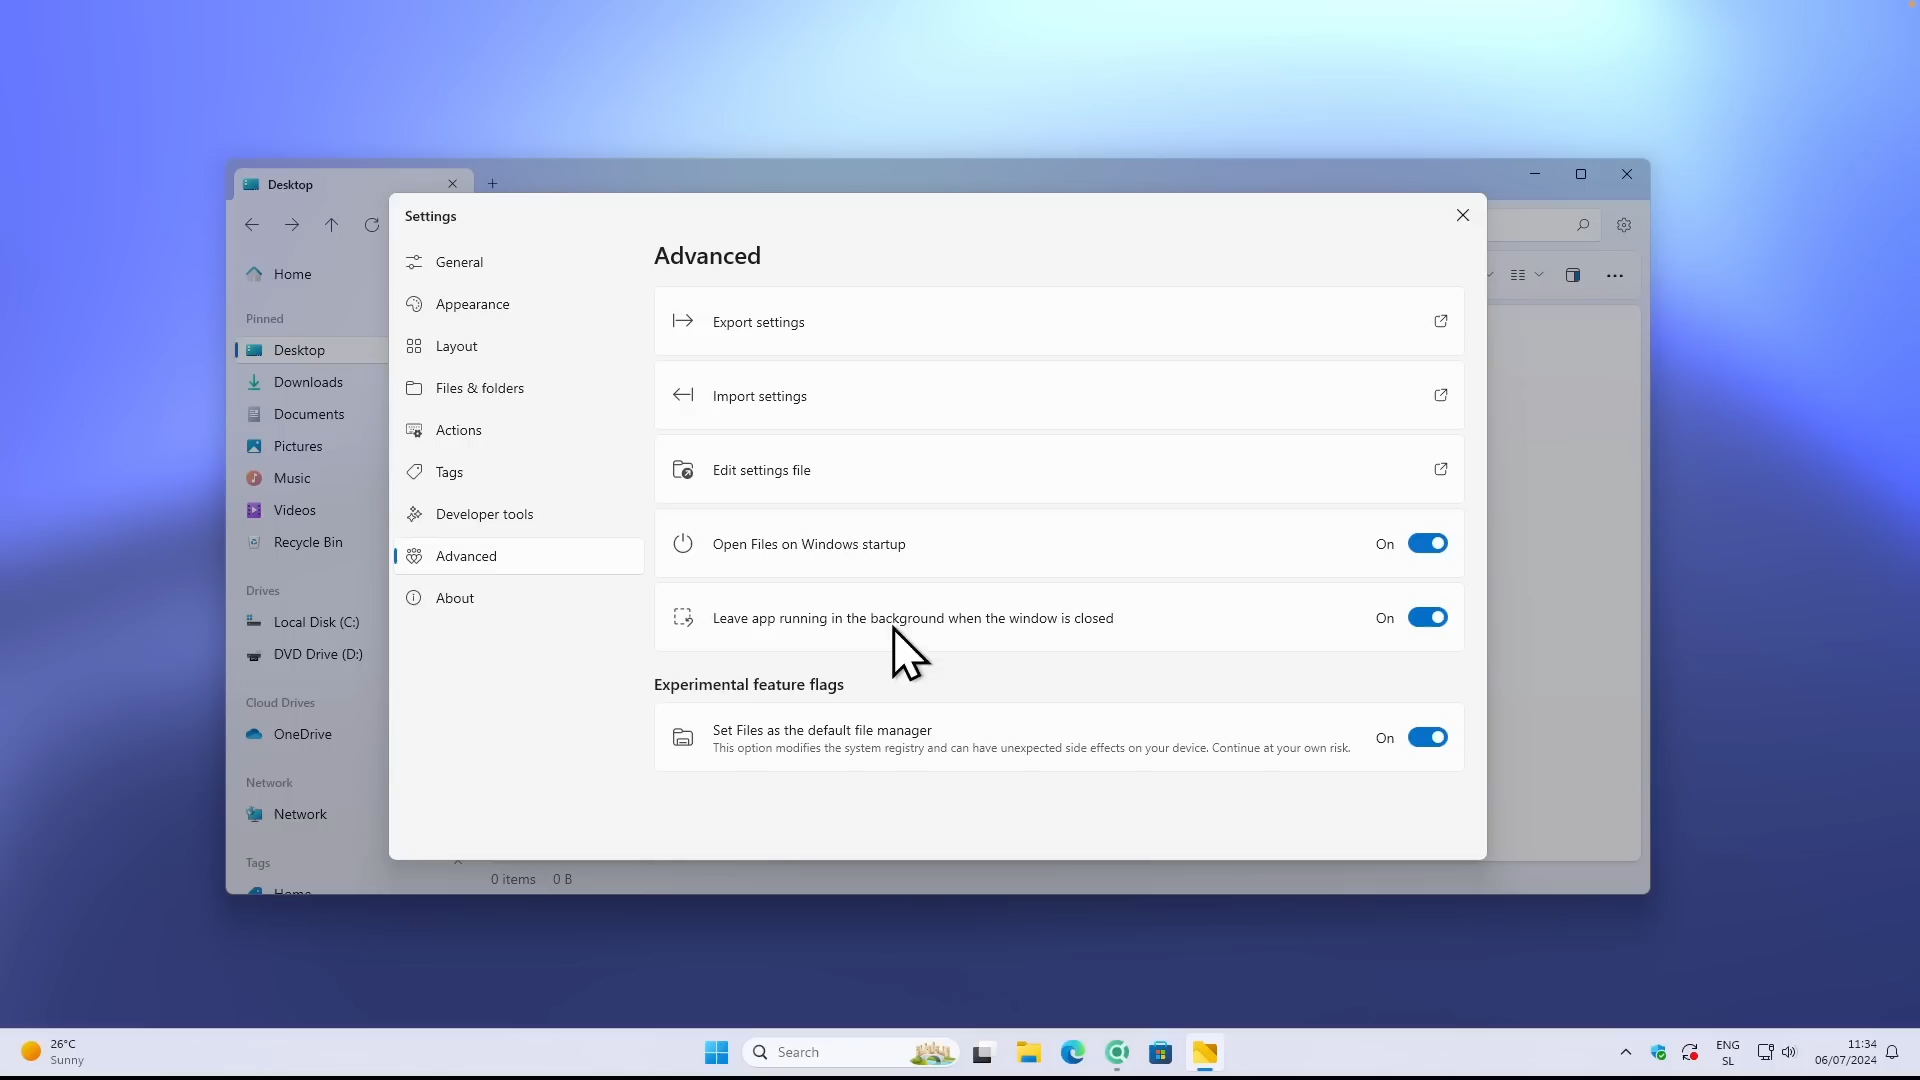 Desktop
Settings
Home
Pinned
Desktop
Downloads
Documents
Pictures
Music
Videos
Recycle Bin
Drives
Local Disk (C:)
DVD Drive (D:)
Cloud Drives
OneDrive
Network
Network
Tags
Home
General
Appearance
Layout
Files & folders
Actions
Tags
Developer tools
Advanced
About
Advanced
Export settings
Import settings
Edit settings file
Open Files on Windows startup
On
Leave app running in the background when the window is closed
On
Experimental feature flags
Set Files as the default file manager
This option modifies the system registry and can have unexpected side effects on your device. Continue at your own risk.
On
0 items 0 B
26°C
Sunny
Search
ENG
SL
11:34
06/07/2024